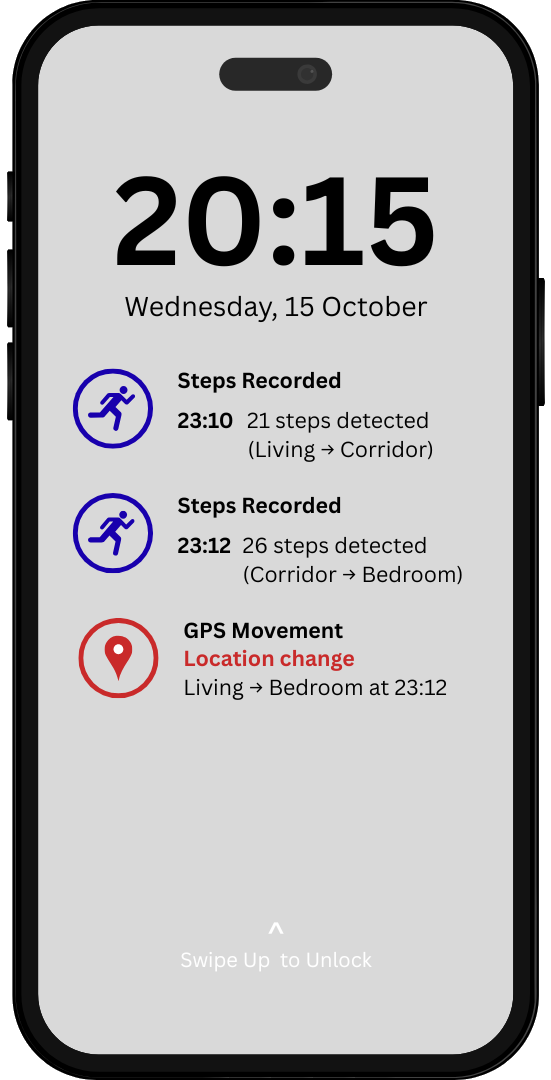 20:15
Wednesday, 15 October
Steps Recorded
23:10 21 steps detected
(Living → Corridor)
Steps Recorded
23:12 26 steps detected
(Corridor → Bedroom)
GPS Movement
Location change
Living → Bedroom at 23:12
^
Swipe Up to Unlock